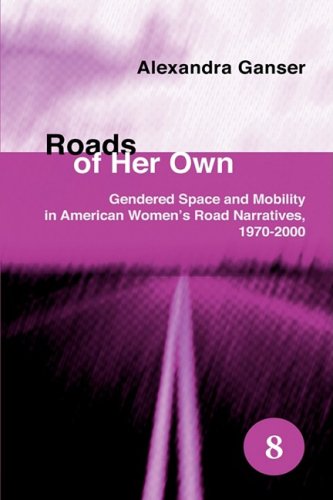 Alexandra Ganser
Roads
of Her Own
Gendered Space and Mobility
in American Women's Road Narratives,
1970-2000
8